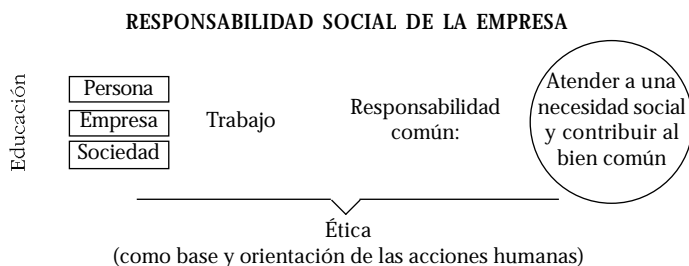 RESPONSABILIDAD SOCIAL DE LA EMPRESA
Educación
Persona
Empresa
Sociedad
Trabajo
Responsabilidad
común:
Atender a una
necesidad social
y contribuir al
bien común
Ética
(como base y orientación de las acciones humanas)